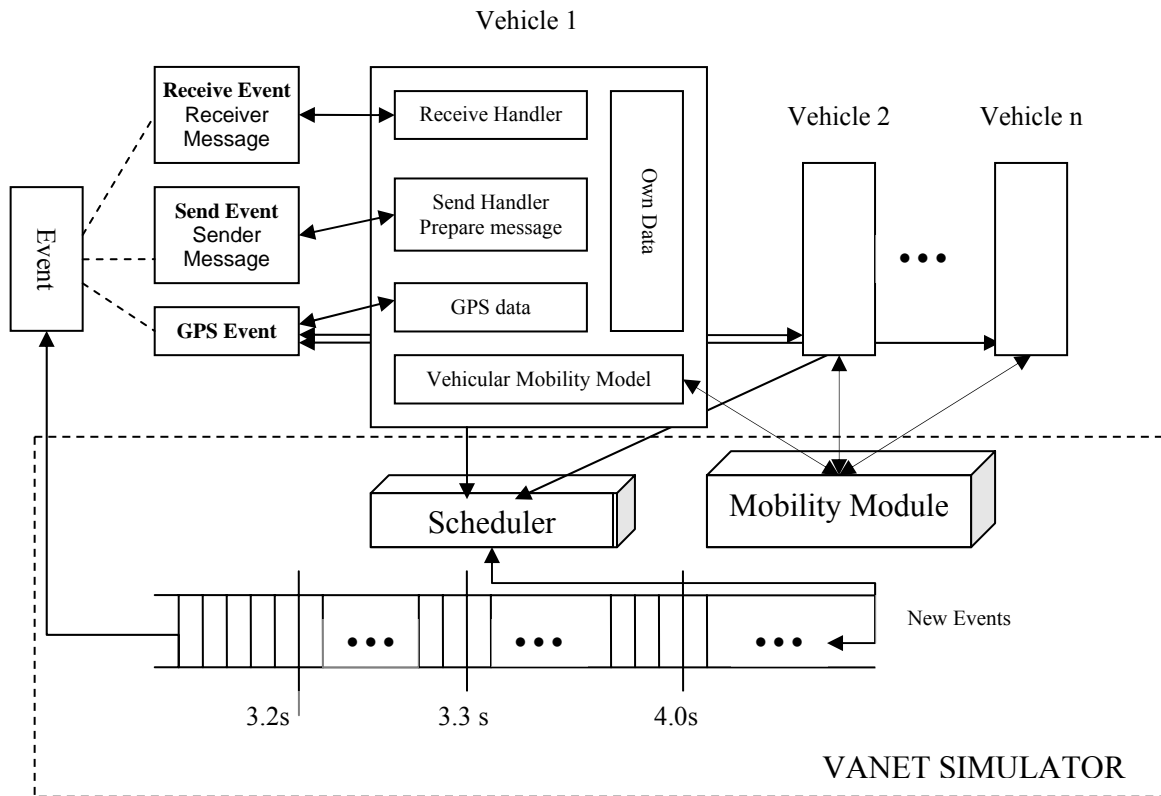 Vehicle 1
Receive Event
Receiver
Message
Receive Handler
Own Data
Vehicle 2
Vehicle n
Event
Send Event
Sender
Message
Send Handler
Prepare message
GPS Event
GPS data
Vehicular Mobility Model
Scheduler
Mobility Module
New Events
3.2s
3.3 s
4.0s
VANET SIMULATOR